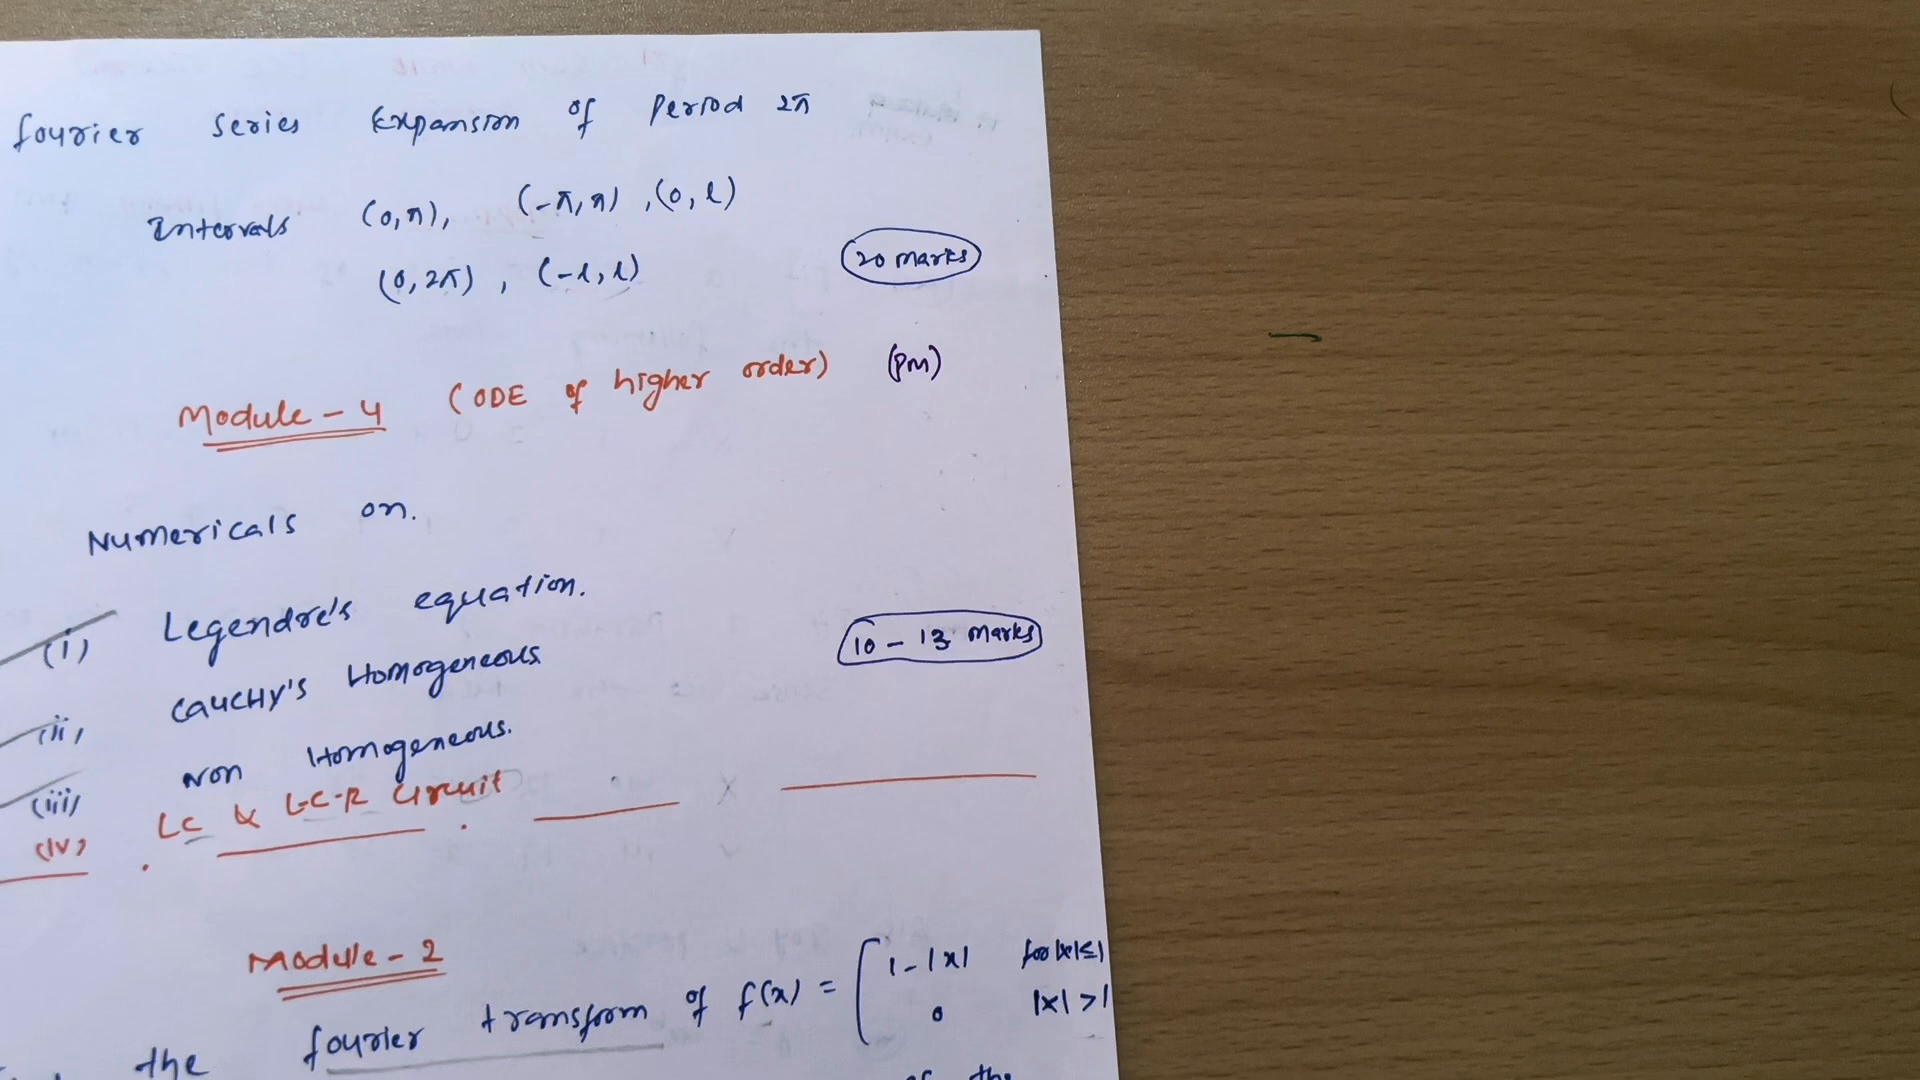 fourier series Expansion of Period 2π
Intervals (0,π), (-π,π) ,(0,l)
(0,2π) , (-l,l)
20 marks
Module - 4 (ODE of higher order) (PM)
Numericals on.
(i) Legendre's equation.
(ii) CAUCHY'S Homogeneous
10 - 13 marks
(iii) Non Homogeneous.
(iv) LC & L-C-R Circuit
Module - 2
the fourier transform of f(x) = { 1-|x| for |x|≤1
0 |x|>1
of the